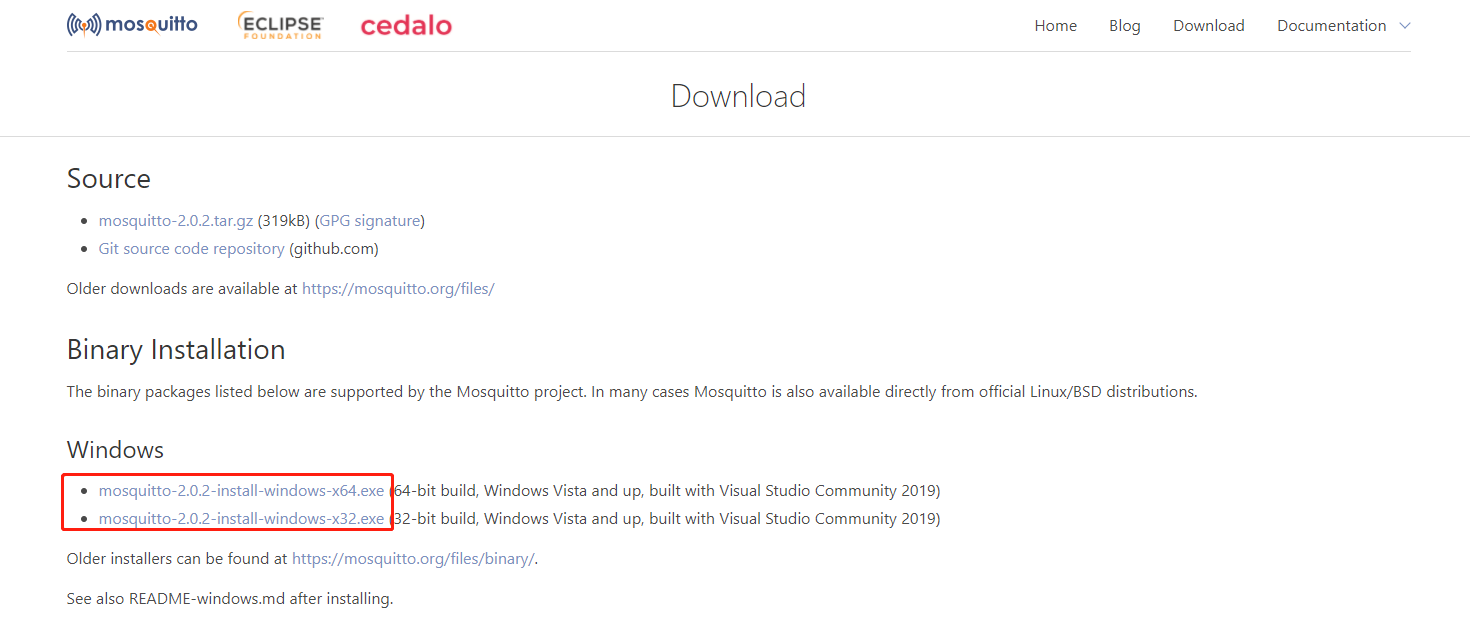 mosquitto ECLIPSE FOUNDATION cedalo Home Blog Download Documentation
Download
Source
mosquitto-2.0.2.tar.gz (319kB) (GPG signature)
Git source code repository (github.com)
Older downloads are available at https://mosquitto.org/files/
Binary Installation
The binary packages listed below are supported by the Mosquitto project. In many cases Mosquitto is also available directly from official Linux/BSD distributions.
Windows
mosquitto-2.0.2-install-windows-x64.exe (64-bit build, Windows Vista and up, built with Visual Studio Community 2019)
mosquitto-2.0.2-install-windows-x32.exe (32-bit build, Windows Vista and up, built with Visual Studio Community 2019)
Older installers can be found at https://mosquitto.org/files/binary/.
See also README-windows.md after installing.